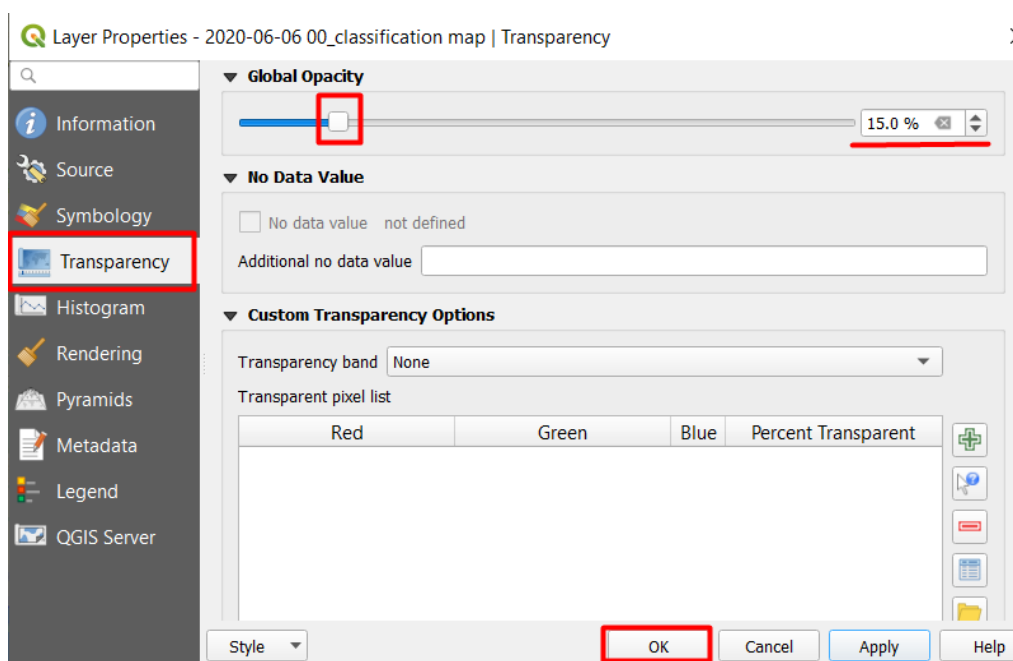 Layer Properties - 2020-06-06 00_classification map | Transparency
Information
Source
Symbology
Transparency
Histogram
Rendering
Pyramids
Metadata
Legend
QGIS Server
Global Opacity
15.0 %
No Data Value
No data value not defined
Additional no data value
Custom Transparency Options
Transparency band None
Transparent pixel list
Red Green Blue Percent Transparent
Style OK Cancel Apply Help